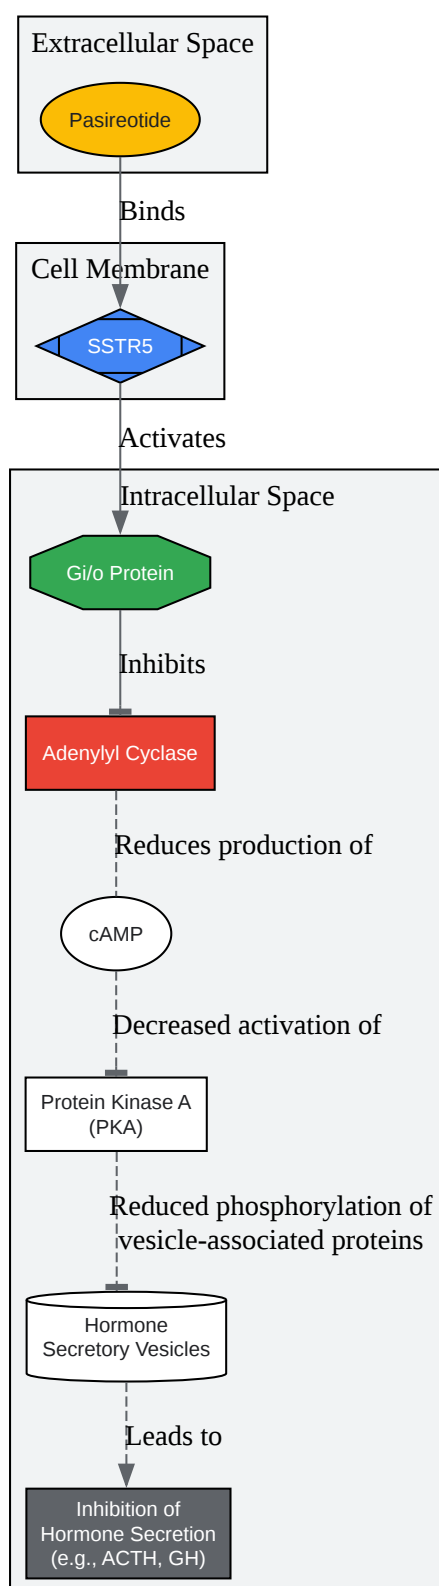 Extracellular Space
Pasireotide
Binds
Cell Membrane
SSTR5
Activates
Intracellular Space
Gi/o Protein
Inhibits
Adenylyl Cyclase
Reduces production of
cAMP
Decreased activation of
Protein Kinase A
(PKA)
Reduced phosphorylation of
vesicle-associated proteins
Hormone
Secretory Vesicles
Leads to
Inhibition of
Hormone Secretion
(e.g., ACTH, GH)